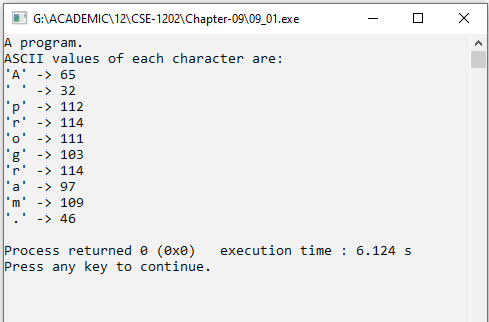 G:\ACADEMIC\12\CSE-1202\Chapter-09\09_01.exe
A program.
ASCII values of each character are:
'A' -> 65
' ' -> 32
'p' -> 112
'r' -> 114
'o' -> 111
'g' -> 103
'r' -> 114
'a' -> 97
'm' -> 109
'.' -> 46
Process returned 0 (0x0)   execution time : 6.124 s
Press any key to continue.